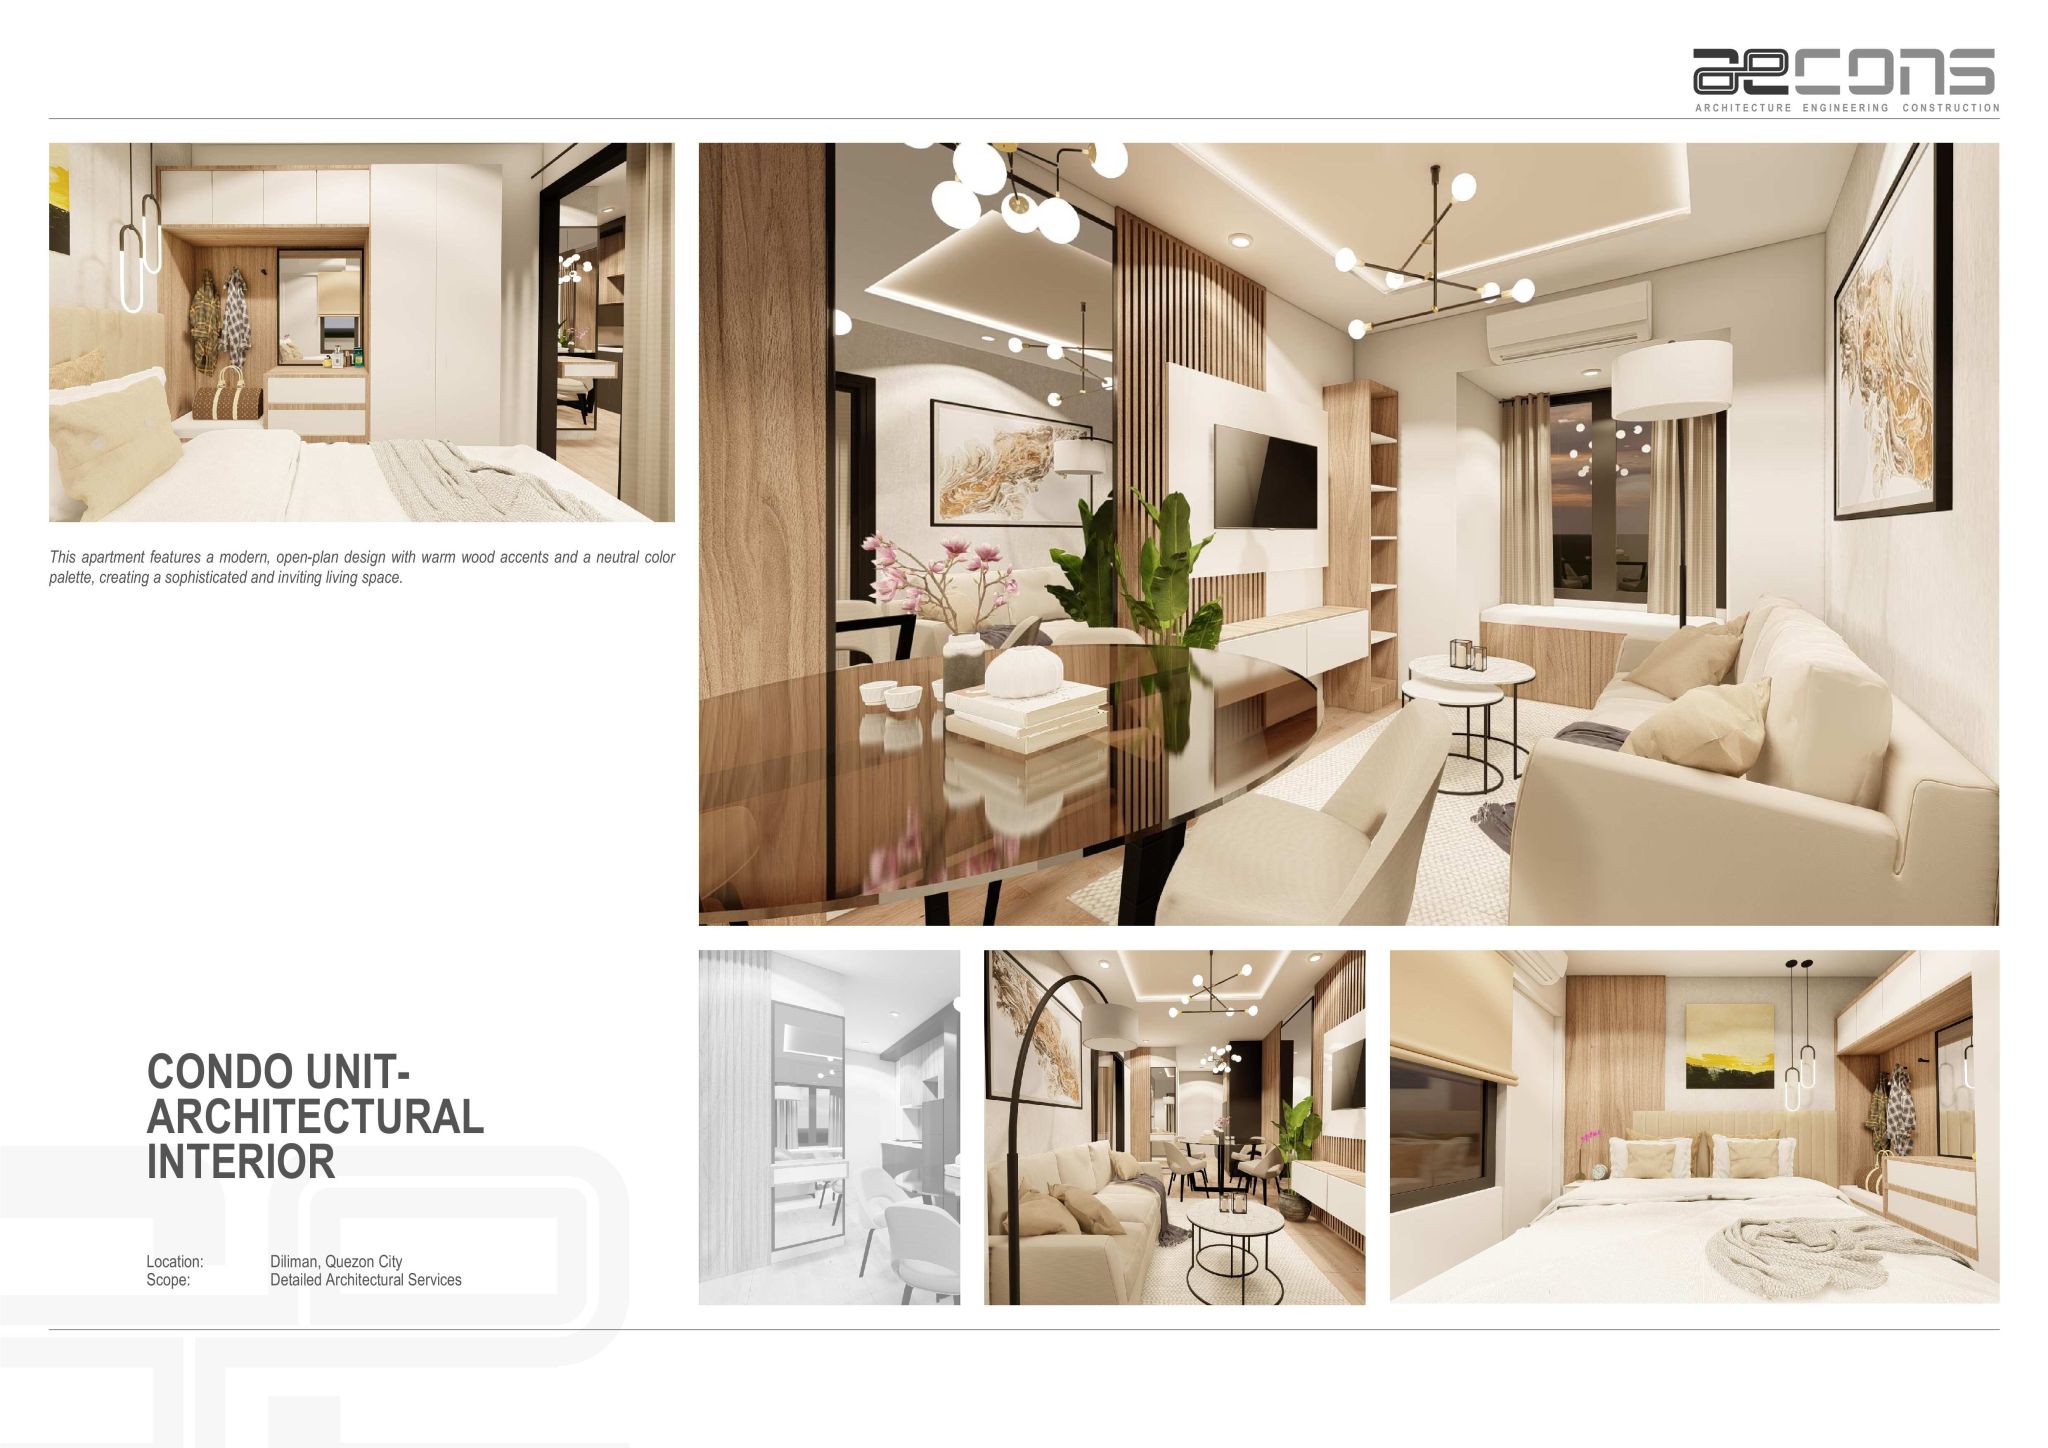 aecons
ARCHITECTURE ENGINEERING CONSTRUCTION
This apartment features a modern, open-plan design with warm wood accents and a neutral color
palette, creating a sophisticated and inviting living space.
CONDO UNIT-
ARCHITECTURAL
INTERIOR
Location: Diliman, Quezon City
Scope: Detailed Architectural Services